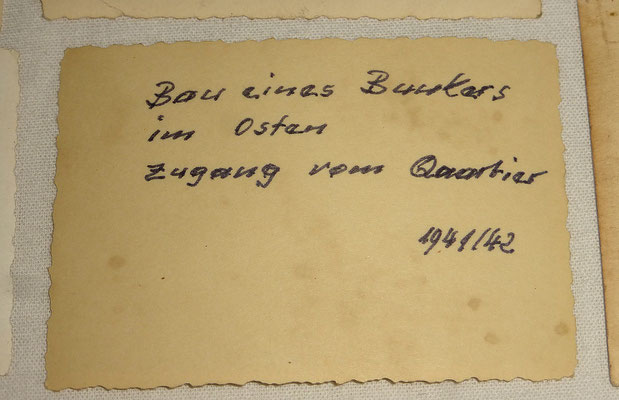 Bau eines Bunkers
im Osten
Zugang vom Quartier
1941/42